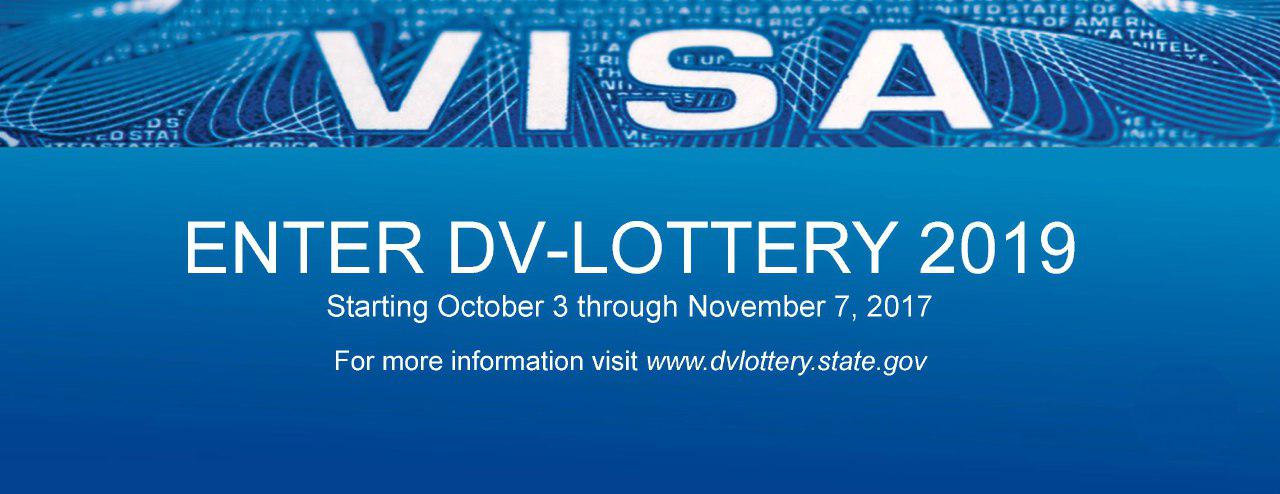 VISA
ENTER DV-LOTTERY 2019
Starting October 3 through November 7, 2017
For more information visit www.dvlottery.state.gov